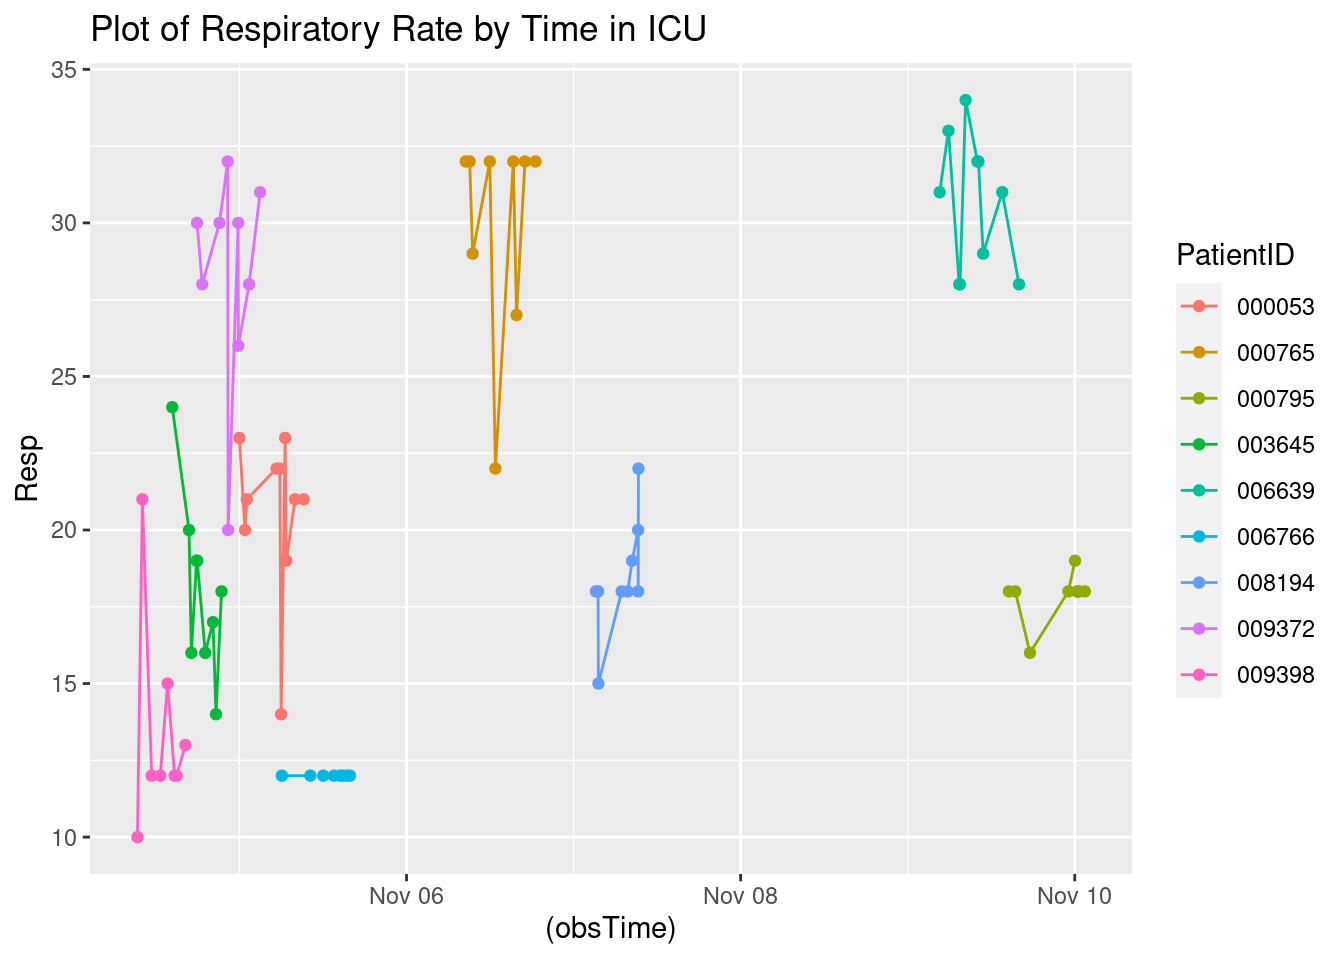 Plot of Respiratory Rate by Time in ICU
35
30
25
20
15
10
Resp
Nov 06
Nov 08
Nov 10
(obsTime)
PatientID
000053
000765
000795
003645
006639
006766
008194
009372
009398